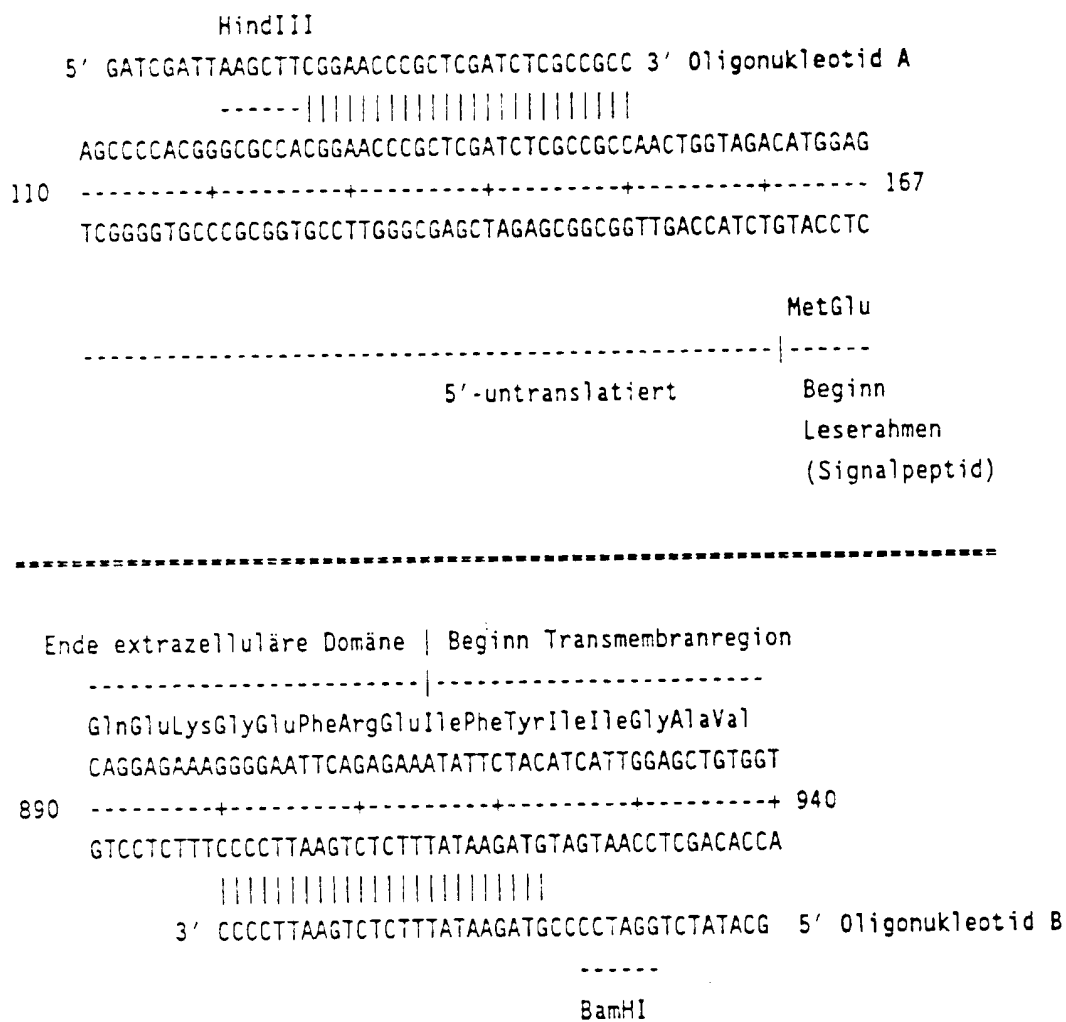 HindIII
5′ GATCGATTAAGCTTCGGAACCCGCTCGATCTCGCCGCC 3′ Oligonukleotid A
------||||||||||||||||||||||||
AGCCCCACGGGCGCCACGGAACCCGCTCGATCTCGCCGCCAACTGGTAGACATGGAG
110 ---------+---------+---------+---------+---------+------- 167
TCGGGGTGCCCGCGGTGCCTTGGGCGAGCTAGAGCGGCGGTTGACCATCTGTACCTC
MetGlu
--------------------------------------------------|------
5′-untranslatiert Beginn
Leserahmen
(Signalpeptid)
Ende extrazelluläre Domäne | Beginn Transmembranregion
------------------------|------------------------
GlnGluLysGlyGluPheArgGluIlePheTyrIleIleGlyAlaVal
CAGGAGAAAGGGGAATTCAGAGAAATATTCTACATCATTGGAGCTGTGGT
890 ---------+---------+---------+---------+---------+ 940
GTCCTCTTTCCCCTTAAGTCTCTTTATAAGATGTAGTAACCTCGACACCA
||||||||||||||||||||||||
3′ CCCCTTAAGTCTCTTTATAAGATGCCCCTAGGTCTATACG 5′ Oligonukleotid B
------
BamHI